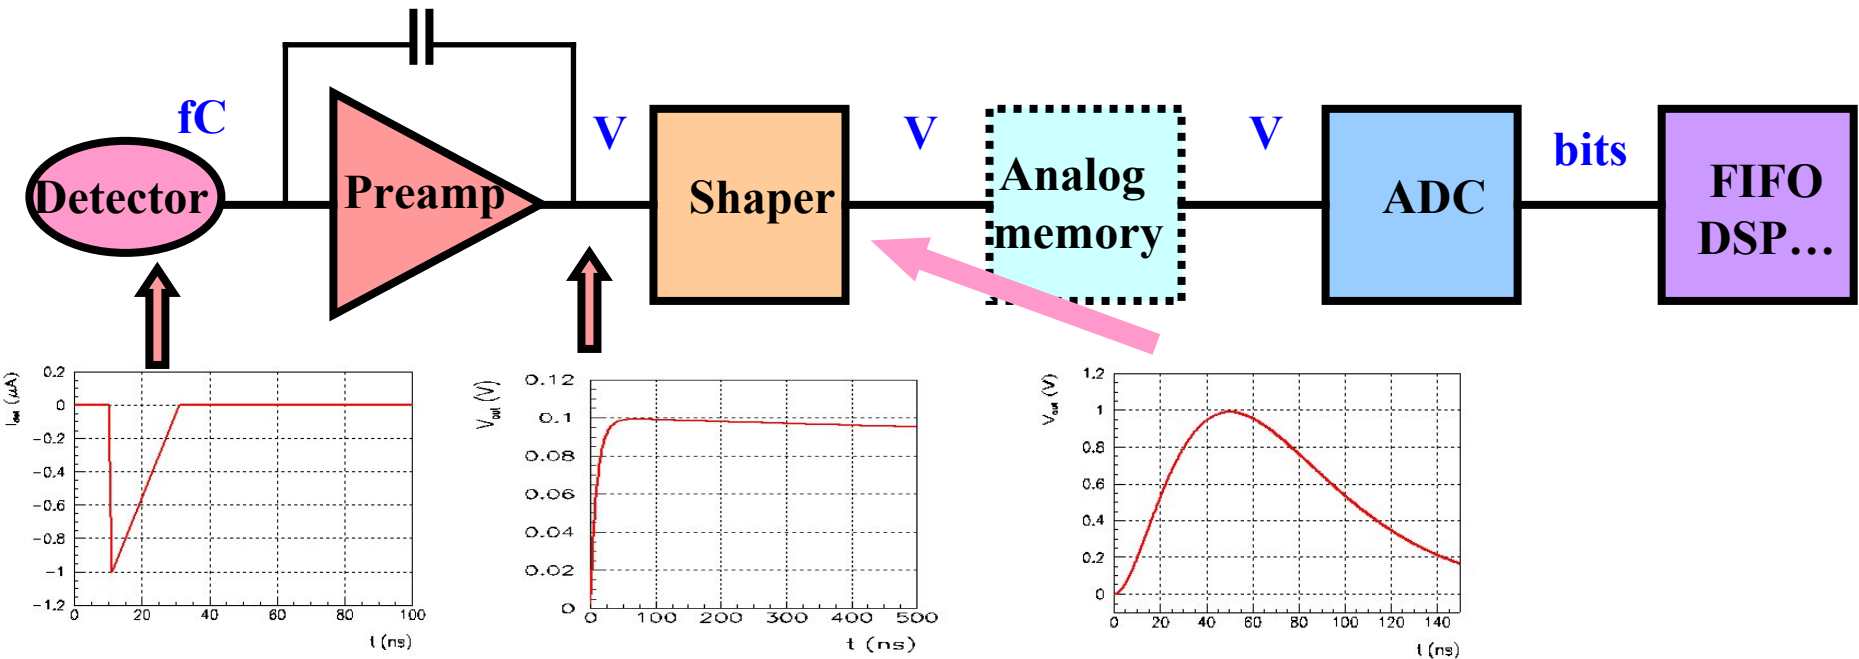 fC
V
V
V
bits
Detector
Preamp
Shaper
Analog
memory
ADC
FIFO
DSP…
I_det (μA)
0.2
0
−0.2
−0.4
−0.6
−0.8
−1
−1.2
0 20 40 60 80 100
t (ns)
V_out (V)
0.12
0.1
0.08
0.06
0.04
0.02
0
0 100 200 300 400 500
t (ns)
V_out (V)
1.2
1
0.8
0.6
0.4
0.2
0
0 20 40 60 80 100 120 140
t (ns)